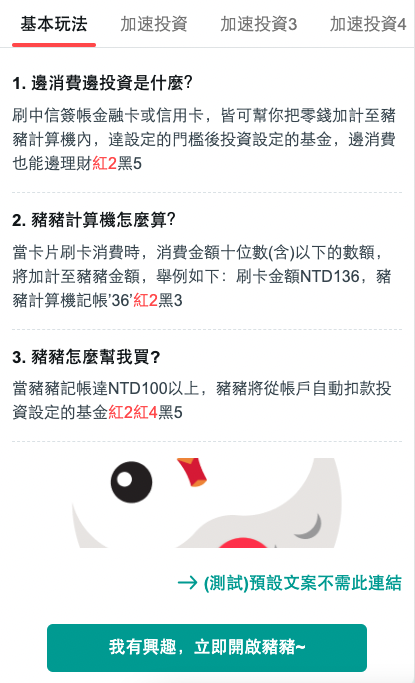 基本玩法 加速投資 加速投資3 加速投資4
1. 邊消費邊投資是什麼?
刷中信簽帳金融卡或信用卡，皆可幫你把零錢加計至豬
豬計算機內，達設定的門檻後投資設定的基金，邊消費
也能邊理財紅2黑5
2. 豬豬計算機怎麼算?
當卡片刷卡消費時，消費金額十位數(含)以下的數額，
將加計至豬豬金額，舉例如下：刷卡金額NTD136，豬
豬計算機記帳’36’紅2黑3
3. 豬豬怎麼幫我買?
當豬豬記帳達NTD100以上，豬豬將從帳戶自動扣款投
資設定的基金紅2紅4黑5
→ (測試)預設文案不需此連結
我有興趣，立即開啟豬豬~